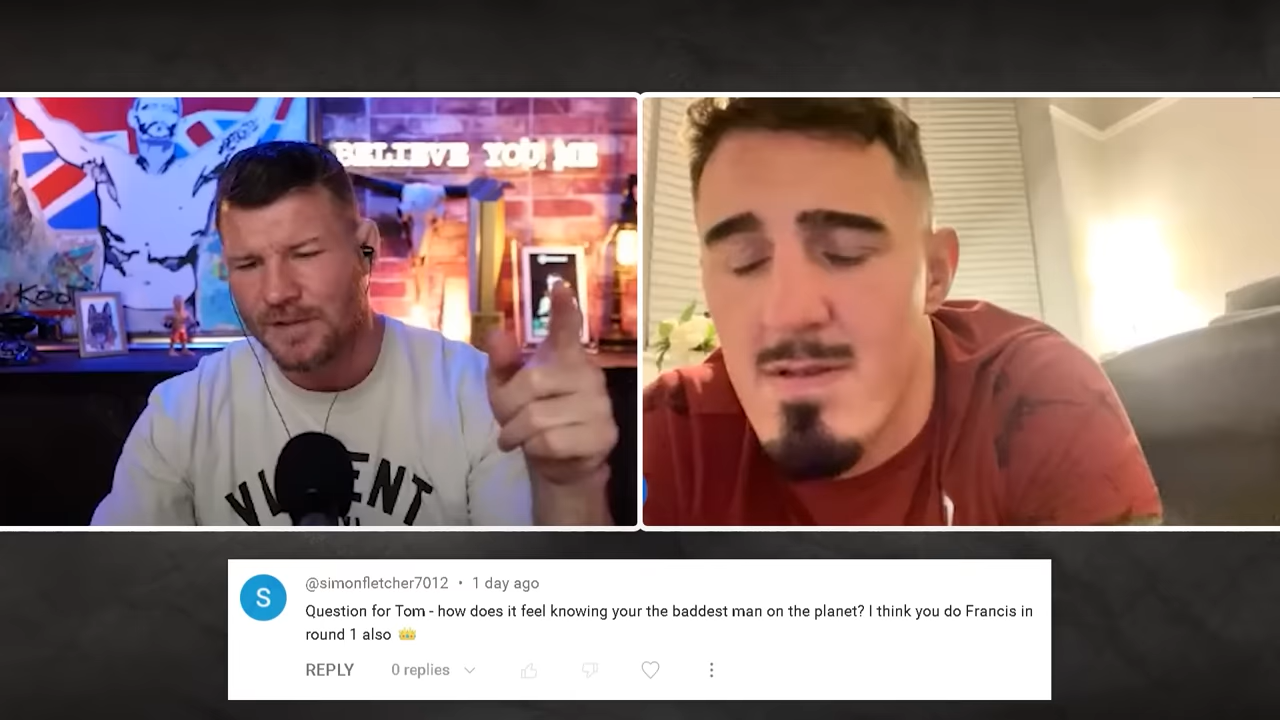 BELIEVE YOU ME
@simonfletcher7012 • 1 day ago
Question for Tom - how does it feel knowing your the baddest man on the planet? I think you do Francis in
round 1 also 👑
REPLY 0 replies
S